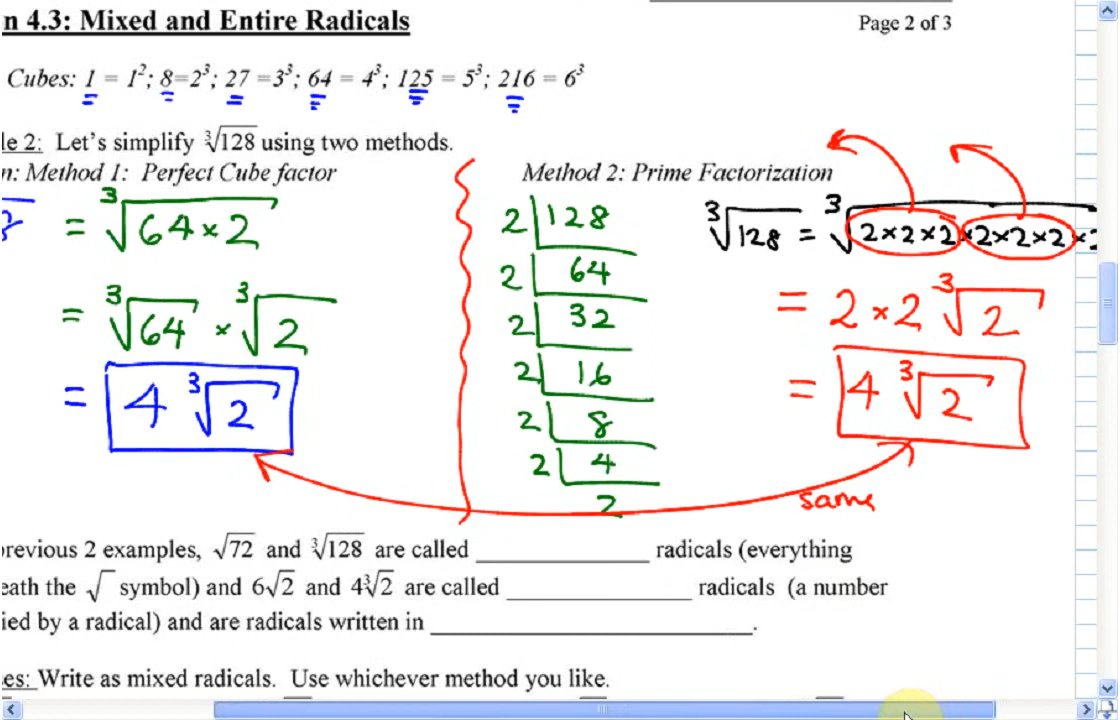 n 4.3: Mixed and Entire Radicals
Page 2 of 3
Cubes: 1 = 1²; 8=2³; 27 =3³; 64 = 4³; 125 = 5³; 216 = 6³
le 2: Let's simplify ∛128 using two methods.
n: Method 1: Perfect Cube factor
= ∛64×2
= ∛64 × ∛2
= 4 ∛2
Method 2: Prime Factorization
2 128
2 64
2 32
2 16
2 8
2 4
2
∛128 = ∛2×2×2×2×2×2×2
= 2×2 ∛2
= 4 ∛2
same
revious 2 examples, √72 and ∛128 are called ____________ radicals (everything
eath the √ symbol) and 6√2 and 4∛2 are called ____________ radicals (a number
ied by a radical) and are radicals written in ____________.
es: Write as mixed radicals. Use whichever method you like.